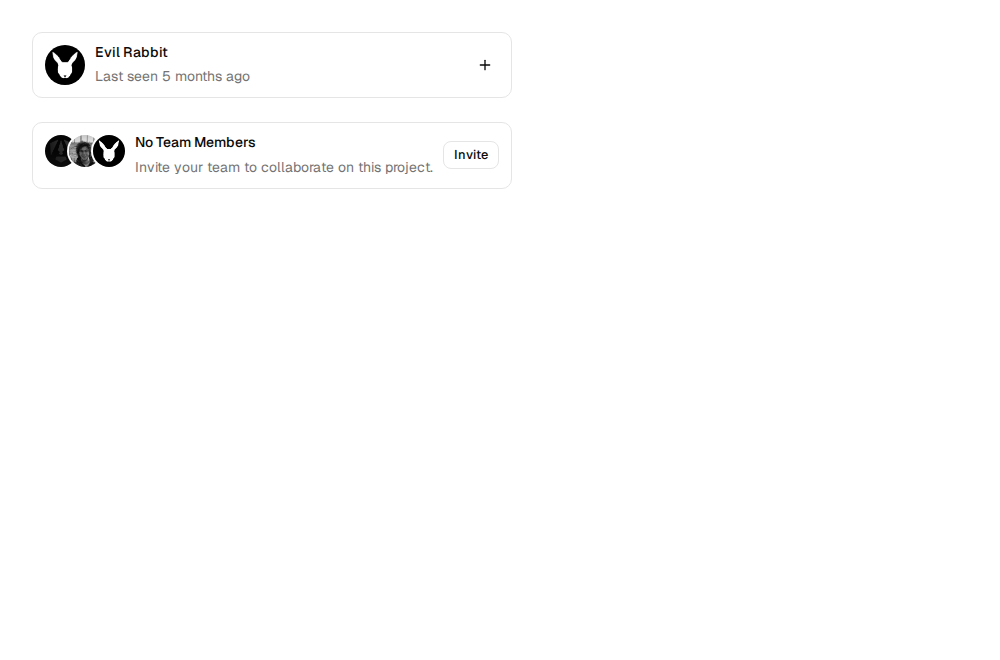 Evil Rabbit
Last seen 5 months ago
No Team Members
Invite your team to collaborate on this project.
Invite